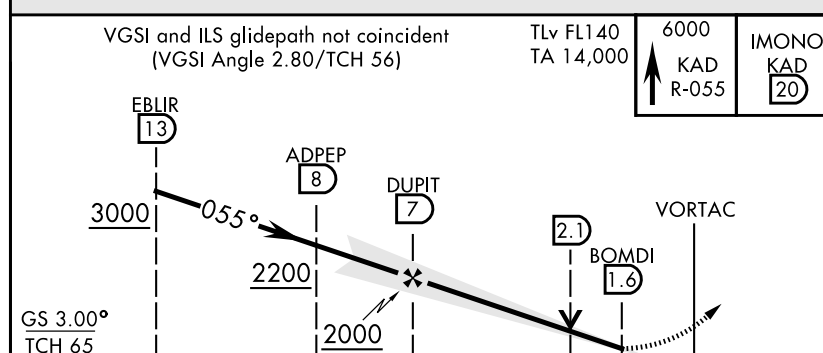 VGSI and ILS glidepath not coincident
(VGSI Angle 2.80/TCH 56)
TLv FL140
TA 14,000
6000
KAD
R-055
IMONO
KAD
20
EBLIR
13
ADPEP
8
DUPIT
7
2.1
BOMDI
1.6
VORTAC
3000
055°
2200
2000
GS 3.00°
TCH 65